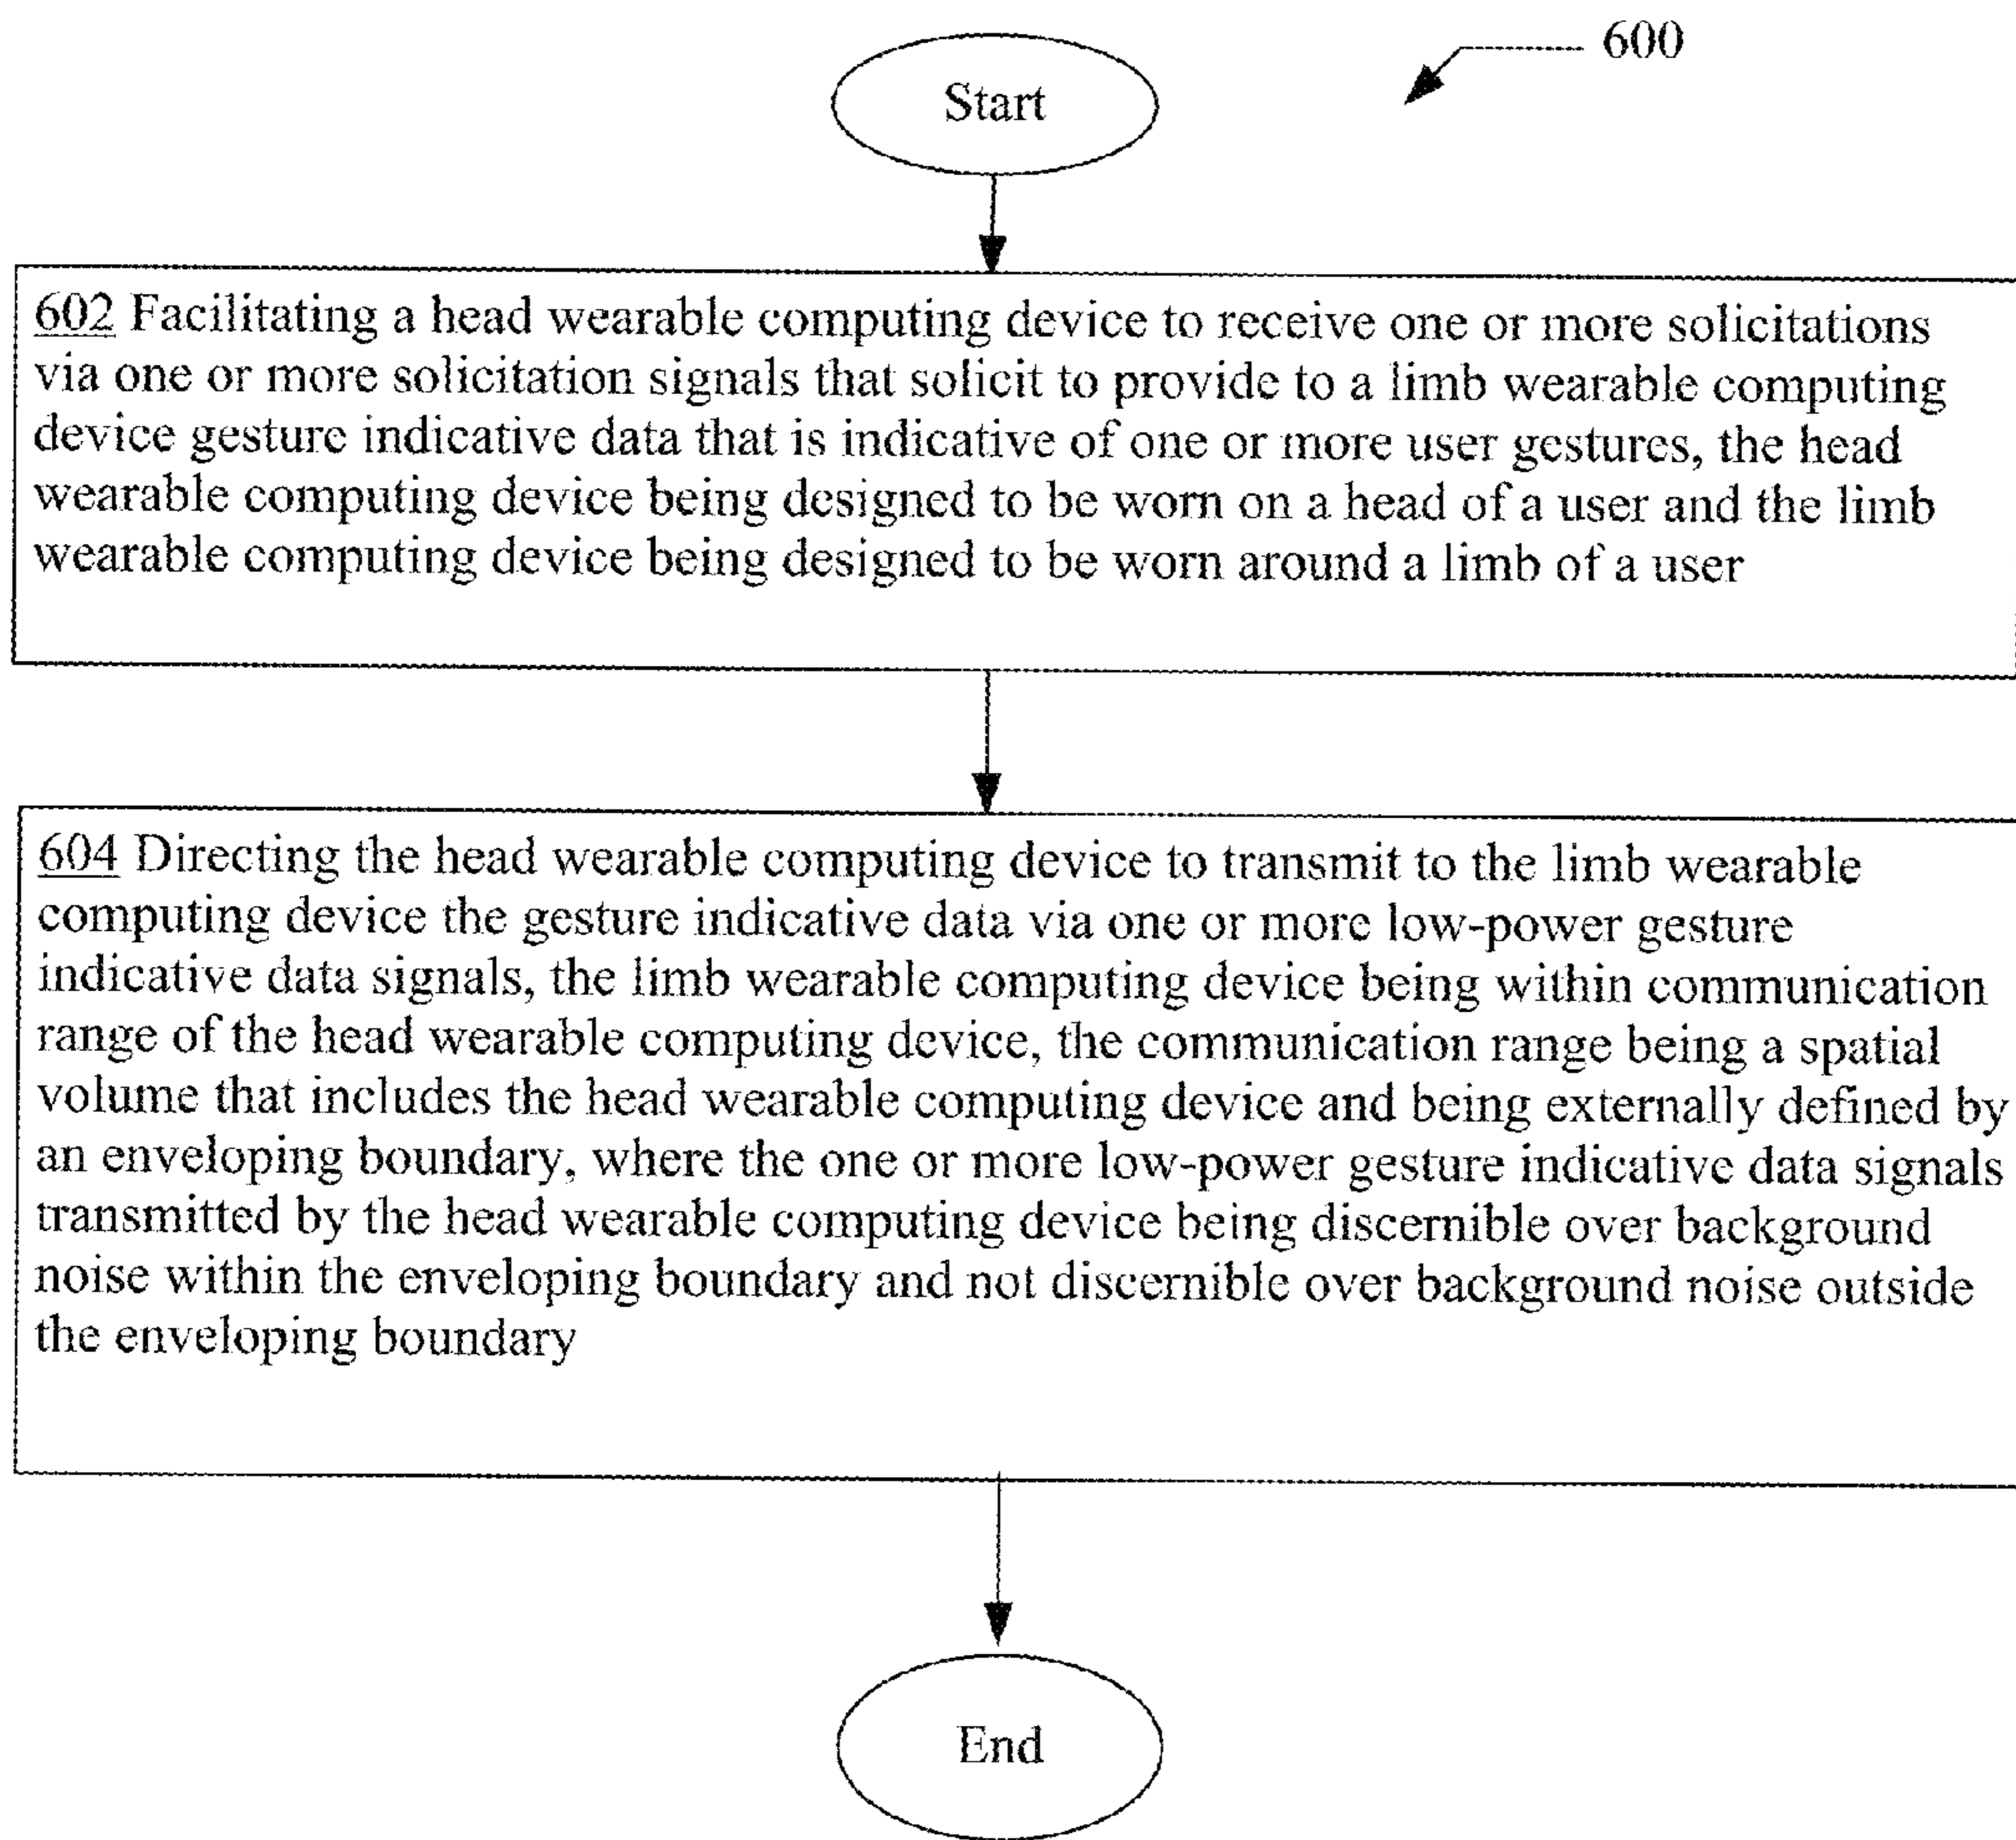 600
Start
602 Facilitating a head wearable computing device to receive one or more solicitations
via one or more solicitation signals that solicit to provide to a limb wearable computing
device gesture indicative data that is indicative of one or more user gestures, the head
wearable computing device being designed to be worn on a head of a user and the limb
wearable computing device being designed to be worn around a limb of a user
604 Directing the head wearable computing device to transmit to the limb wearable
computing device the gesture indicative data via one or more low-power gesture
indicative data signals, the limb wearable computing device being within communication
range of the head wearable computing device, the communication range being a spatial
volume that includes the head wearable computing device and being externally defined by
an enveloping boundary, where the one or more low-power gesture indicative data signals
transmitted by the head wearable computing device being discernible over background
noise within the enveloping boundary and not discernible over background noise outside
the enveloping boundary
End